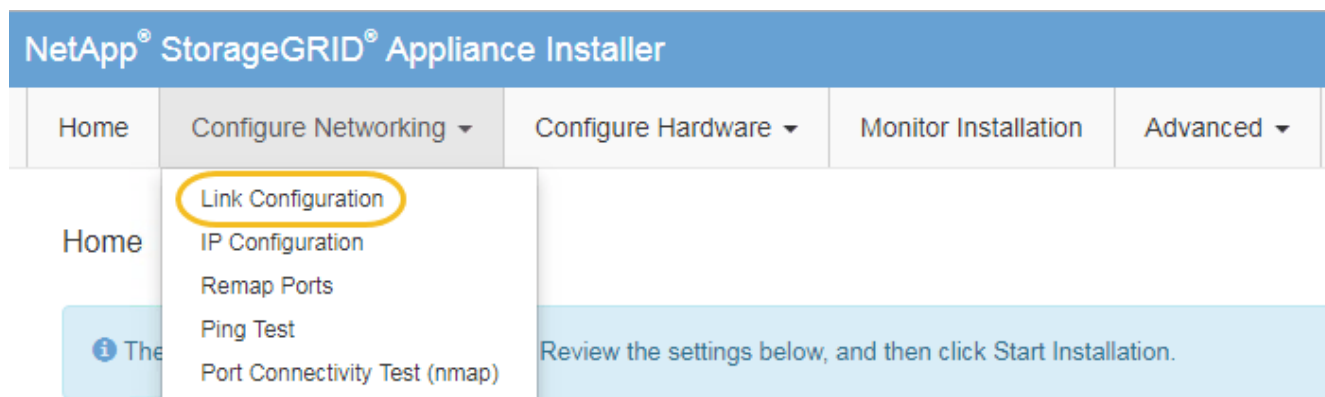 NetApp® StorageGRID® Appliance Installer
Home Configure Networking Configure Hardware Monitor Installation Advanced
Link Configuration
Home IP Configuration
Remap Ports
Ping Test
The Review the settings below, and then click Start Installation.
Port Connectivity Test (nmap)